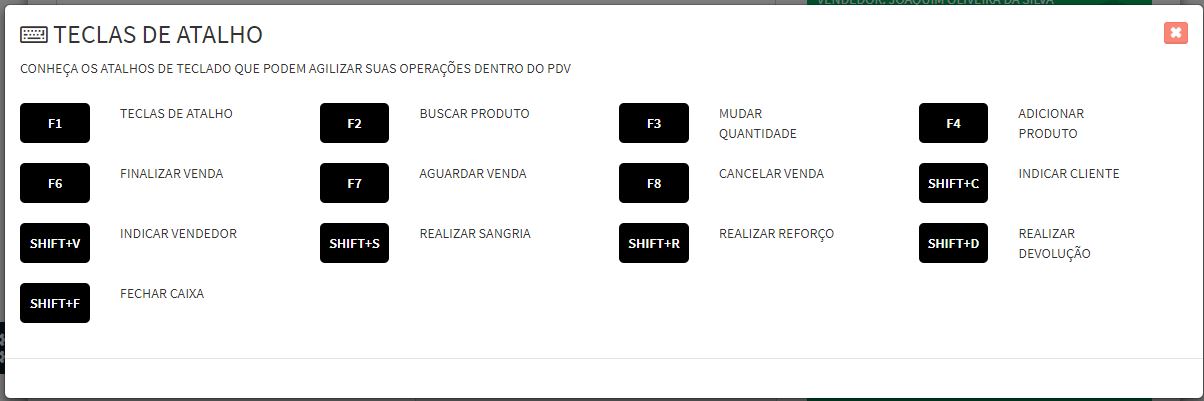 VENDEDOR: JOAQUIM OLIVEIRA DA SILVA
TECLAS DE ATALHO
CONHEÇA OS ATALHOS DE TECLADO QUE PODEM AGILIZAR SUAS OPERAÇÕES DENTRO DO PDV
F1 TECLAS DE ATALHO
F2 BUSCAR PRODUTO
F3 MUDAR
QUANTIDADE
F4 ADICIONAR
PRODUTO
F6 FINALIZAR VENDA
F7 AGUARDAR VENDA
F8 CANCELAR VENDA
SHIFT+C INDICAR CLIENTE
SHIFT+V INDICAR VENDEDOR
SHIFT+S REALIZAR SANGRIA
SHIFT+R REALIZAR REFORÇO
SHIFT+D REALIZAR
DEVOLUÇÃO
SHIFT+F FECHAR CAIXA